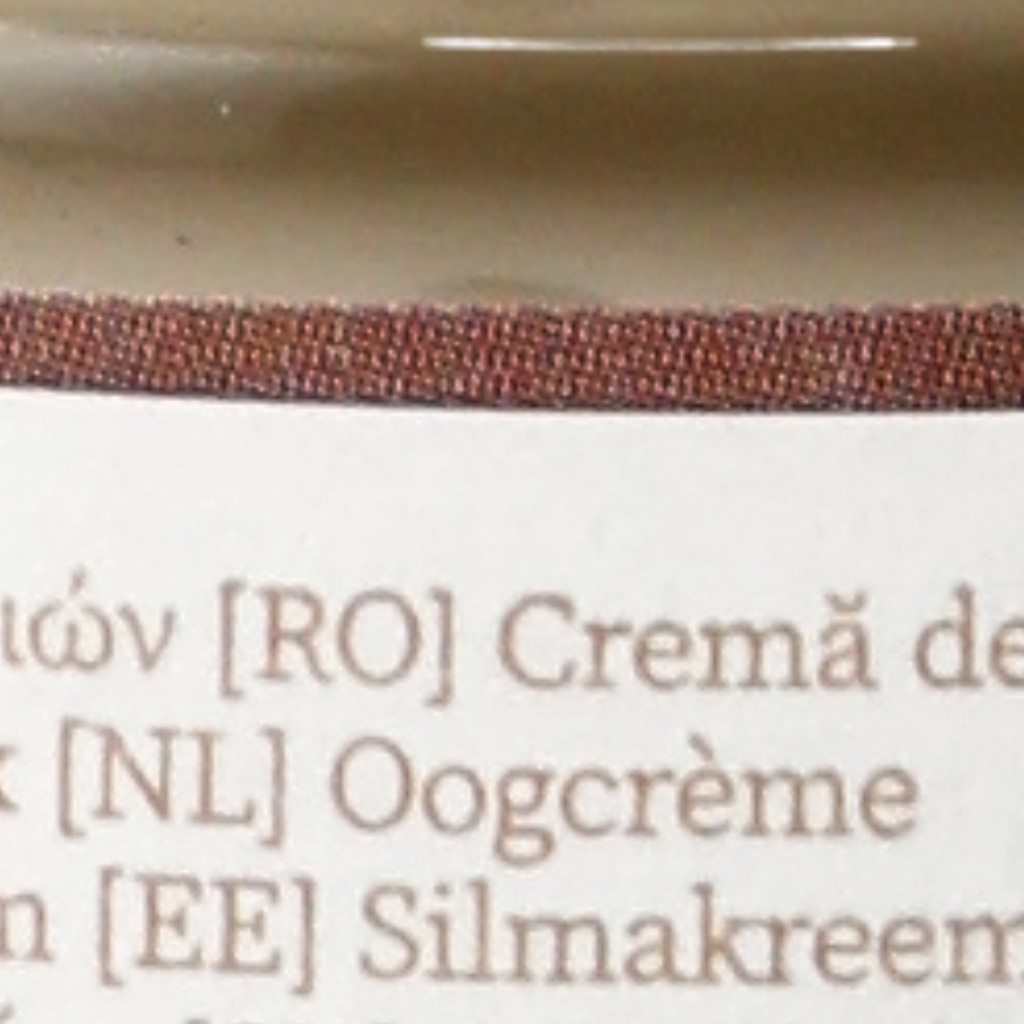 ιών [RO] Cremă de
[NL] Oogcrème
n [EE] Silmakreem